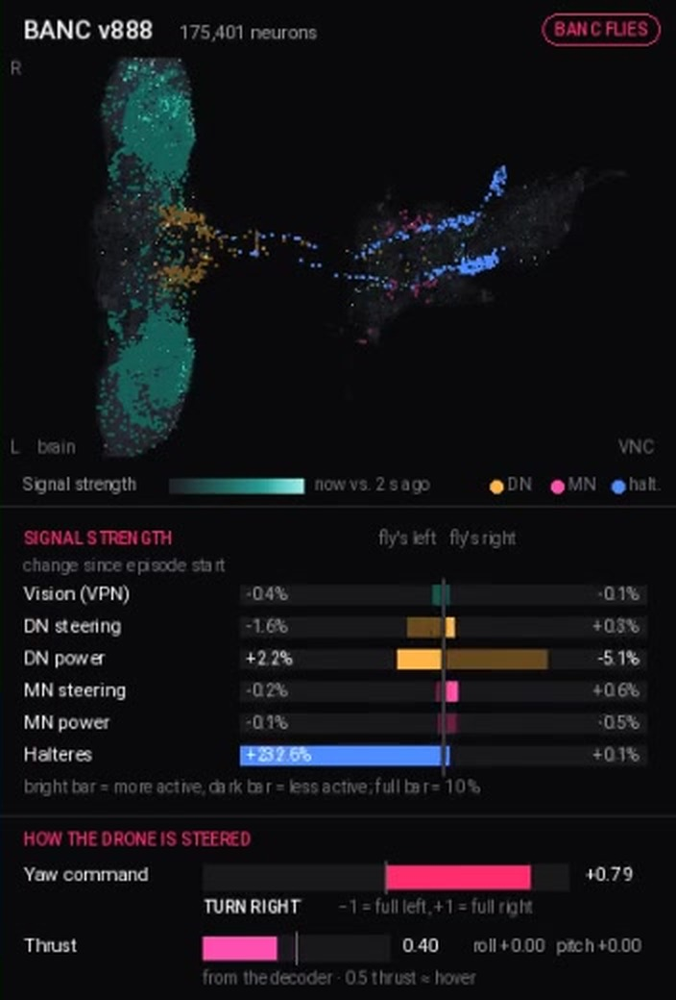 BANC v888 175,401 neurons BANC FLIES
R
L brain VNC
Signal strength now vs. 2 s ago DN MN halt.
SIGNAL STRENGTH fly's left fly's right
change since episode start
Vision (VPN) -0.4% -0.1%
DN steering -1.6% +0.3%
DN power +2.2% -5.1%
MN steering -0.2% +0.6%
MN power -0.1% -0.5%
Halteres +232.6% +0.1%
bright bar = more active, dark bar = less active; full bar = 10%
HOW THE DRONE IS STEERED
Yaw command +0.79
TURN RIGHT −1 = full left, +1 = full right
Thrust 0.40 roll +0.00 pitch +0.00
from the decoder · 0.5 thrust ≈ hover